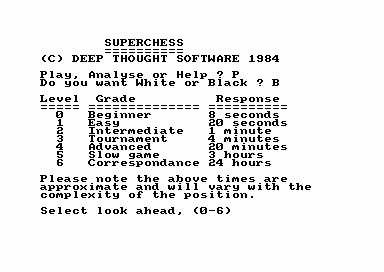 SUPERCHESS
==========
(C) DEEP THOUGHT SOFTWARE 1984
Play, Analyse or Help ? P
Do you want White or Black ? B
Level Grade Response
===== ============== ==========
0 Beginner 8 seconds
1 Easy 20 seconds
2 Intermediate 1 minute
3 Tournament 4 minutes
4 Advanced 20 minutes
5 Slow game 3 hours
6 Correspondance 24 hours
Please note the above times are
approximate and will vary with the
complexity of the position.
Select look ahead, (0-6)